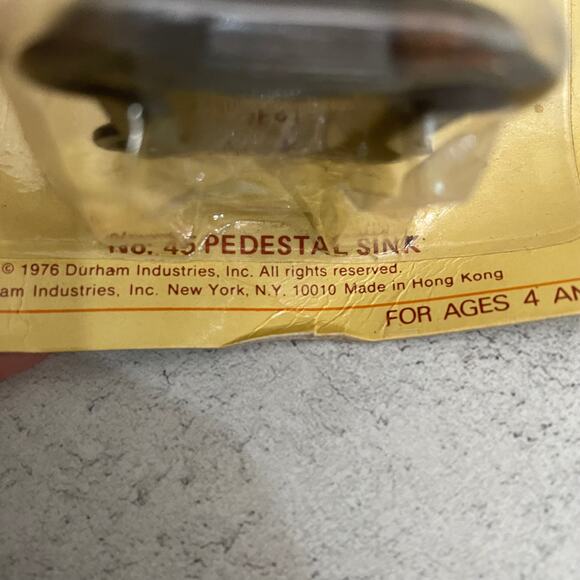 No. 45 PEDESTAL SINK
© 1976 Durham Industries, Inc. All rights reserved.
am Industries, Inc. New York, N.Y. 10010 Made in Hong Kong
FOR AGES 4 AN